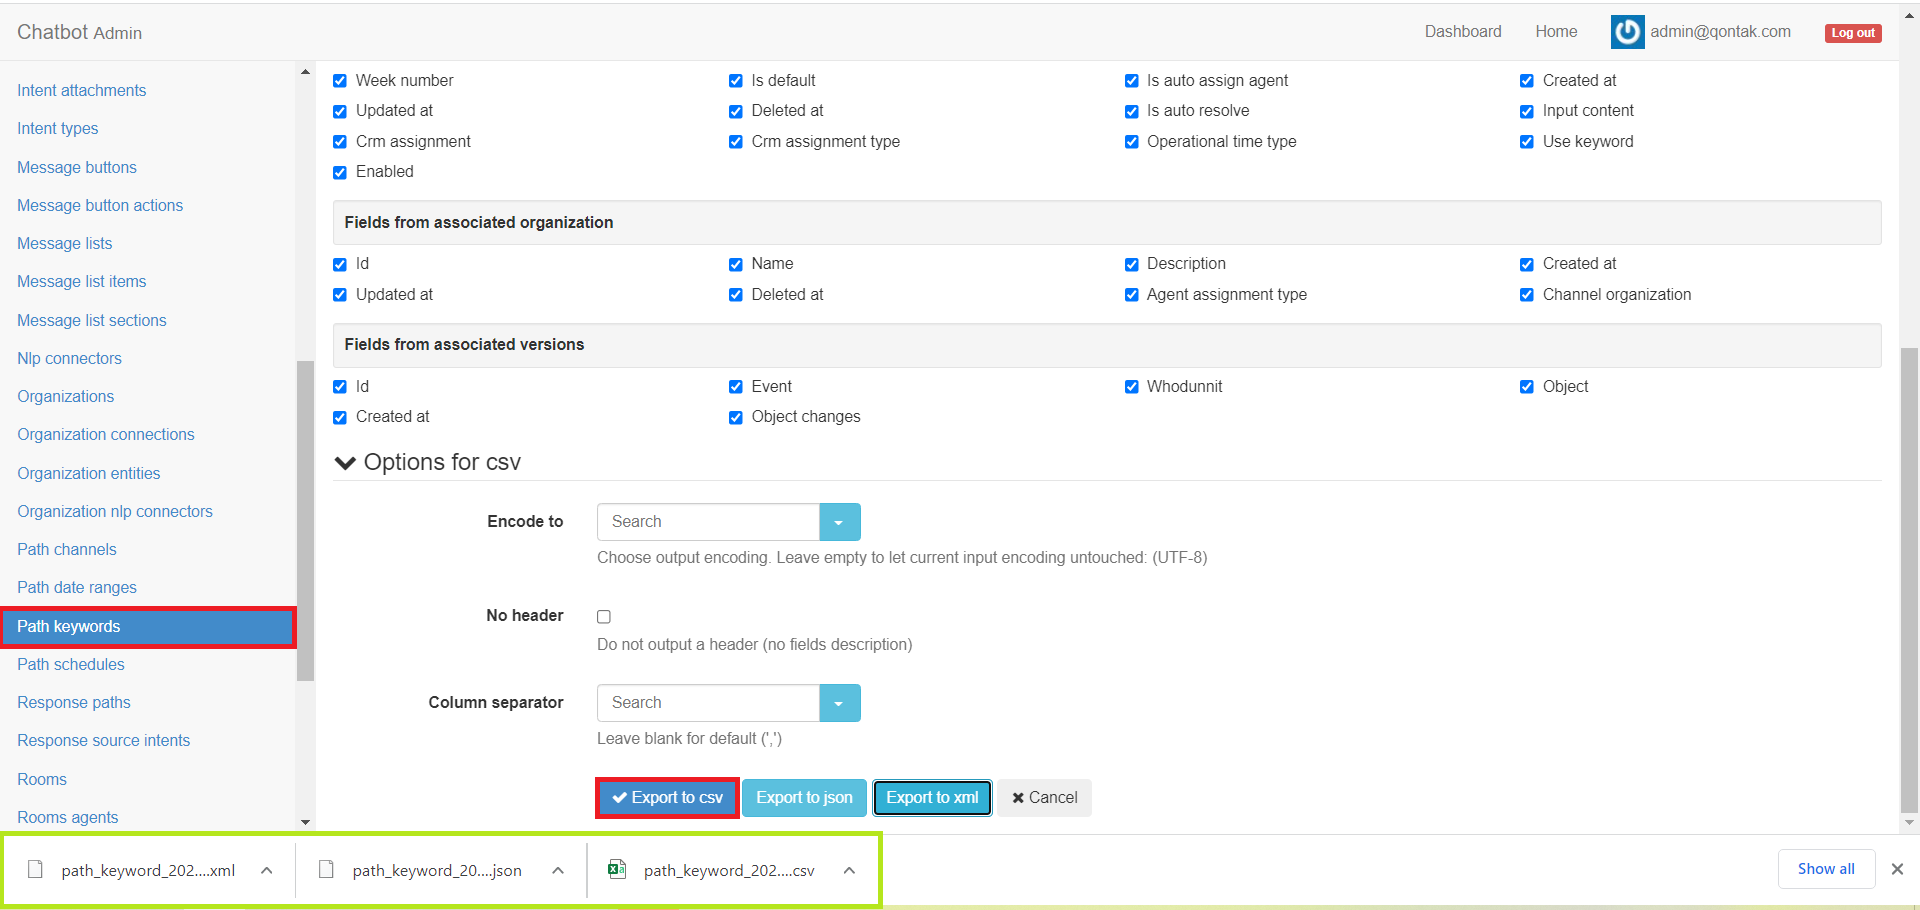 Chatbot Admin
Dashboard
Home
admin@qontak.com
Log out
Intent attachments
Intent types
Message buttons
Message button actions
Message lists
Message list items
Message list sections
Nlp connectors
Organizations
Organization connections
Organization entities
Organization nlp connectors
Path channels
Path date ranges
Path keywords
Path schedules
Response paths
Response source intents
Rooms
Rooms agents
Week number
Is default
Is auto assign agent
Created at
Updated at
Deleted at
Is auto resolve
Input content
Crm assignment
Crm assignment type
Operational time type
Use keyword
Enabled
Fields from associated organization
Id
Name
Description
Created at
Updated at
Deleted at
Agent assignment type
Channel organization
Fields from associated versions
Id
Event
Whodunnit
Object
Created at
Object changes
Options for csv
Encode to
Search
Choose output encoding. Leave empty to let current input encoding untouched: (UTF-8)
No header
Do not output a header (no fields description)
Column separator
Search
Leave blank for default (',')
Export to csv
Export to json
Export to xml
Cancel
path_keyword_202....xml
path_keyword_20....json
path_keyword_202....csv
Show all